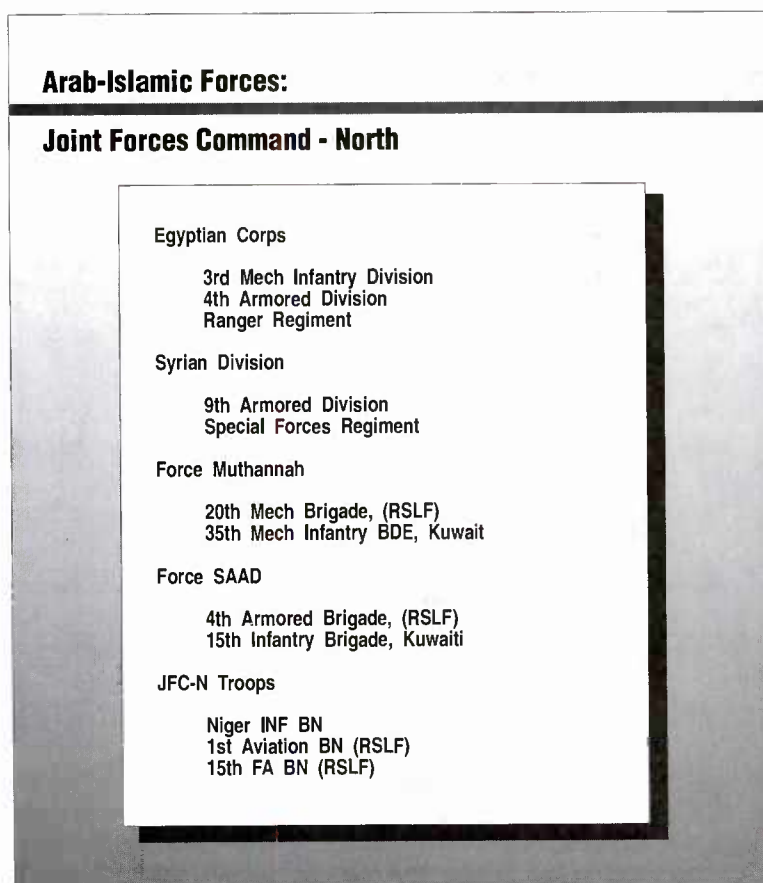 Arab-Islamic Forces:
Joint Forces Command - North
Egyptian Corps
3rd Mech Infantry Division
4th Armored Division
Ranger Regiment
Syrian Division
9th Armored Division
Special Forces Regiment
Force Muthannah
20th Mech Brigade, (RSLF)
35th Mech Infantry BDE, Kuwait
Force SAAD
4th Armored Brigade, (RSLF)
15th Infantry Brigade, Kuwaiti
JFC-N Troops
Niger INF BN
1st Aviation BN (RSLF)
15th FA BN (RSLF)